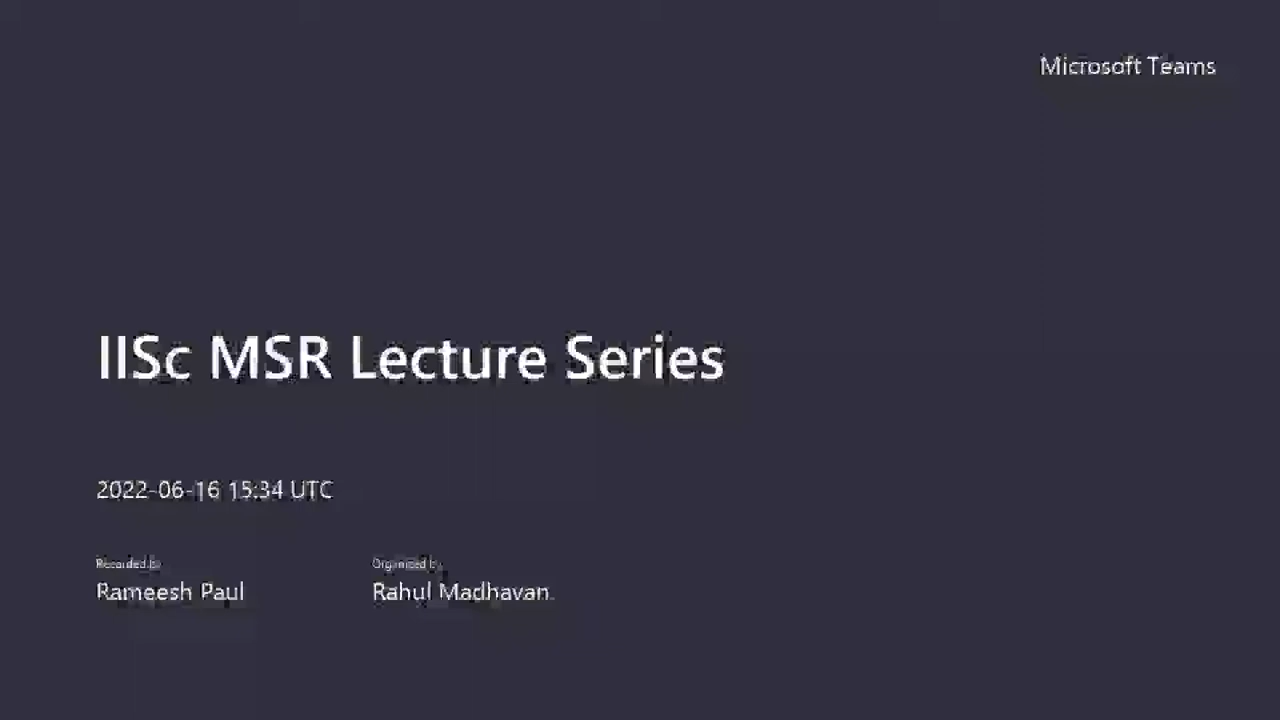 Microsoft Teams
IISc MSR Lecture Series
2022-06-16 15:34 UTC
Recorded by
Organized by
Rameesh Paul
Rahul Madhavan